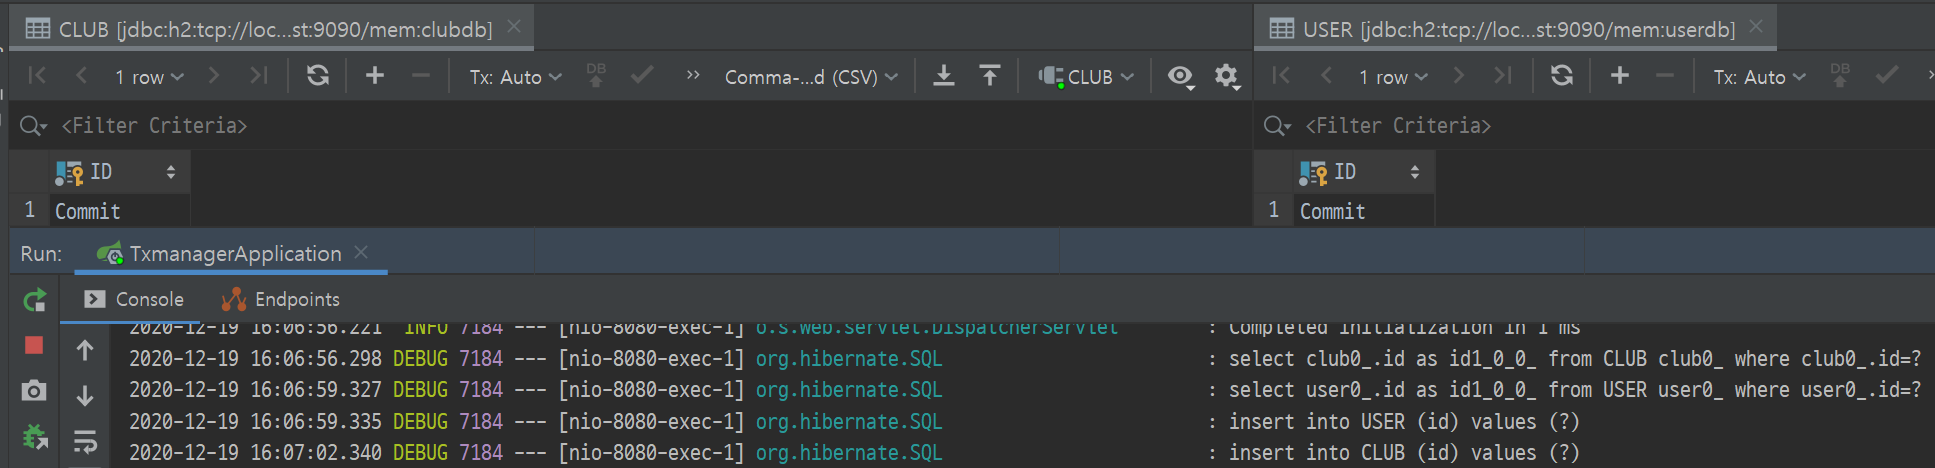 CLUB [jdbc:h2:tcp://loc...st:9090/mem:clubdb]
USER [jdbc:h2:tcp://loc...st:9090/mem:userdb]
1 row Tx: Auto DB Comma-...d (CSV) CLUB
1 row Tx: Auto DB
<Filter Criteria>
<Filter Criteria>
ID
ID
1 Commit
1 Commit
Run: TxmanagerApplication
Console Endpoints
2020-12-19 16:06:56.221 INFO 7184 --- [nio-8080-exec-1] o.s.web.servlet.DispatcherServlet : Completed initialization in 1 ms
2020-12-19 16:06:56.298 DEBUG 7184 --- [nio-8080-exec-1] org.hibernate.SQL : select club0_.id as id1_0_0_ from CLUB club0_ where club0_.id=?
2020-12-19 16:06:59.327 DEBUG 7184 --- [nio-8080-exec-1] org.hibernate.SQL : select user0_.id as id1_0_0_ from USER user0_ where user0_.id=?
2020-12-19 16:06:59.335 DEBUG 7184 --- [nio-8080-exec-1] org.hibernate.SQL : insert into USER (id) values (?)
2020-12-19 16:07:02.340 DEBUG 7184 --- [nio-8080-exec-1] org.hibernate.SQL : insert into CLUB (id) values (?)